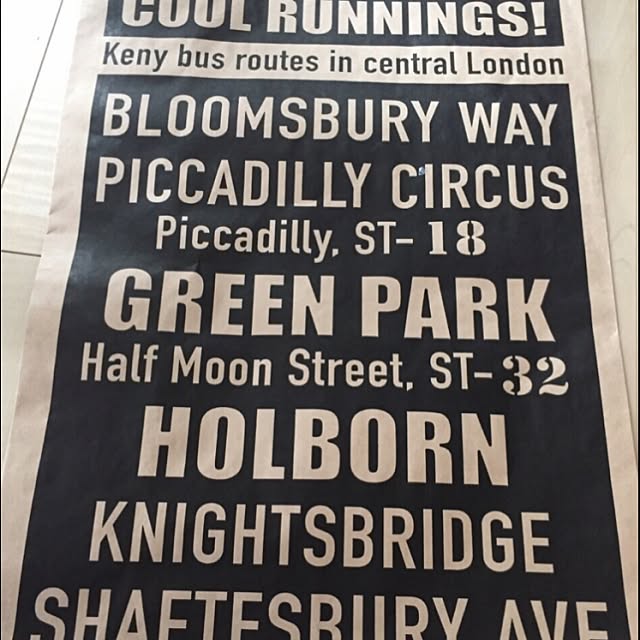 COOL RUNNINGS!
Keny bus routes in central London
BLOOMSBURY WAY
PICCADILLY CIRCUS
Piccadilly, ST- 18
GREEN PARK
Half Moon Street, ST- 32
HOLBORN
KNIGHTSBRIDGE
SHAFTESBURY AVE